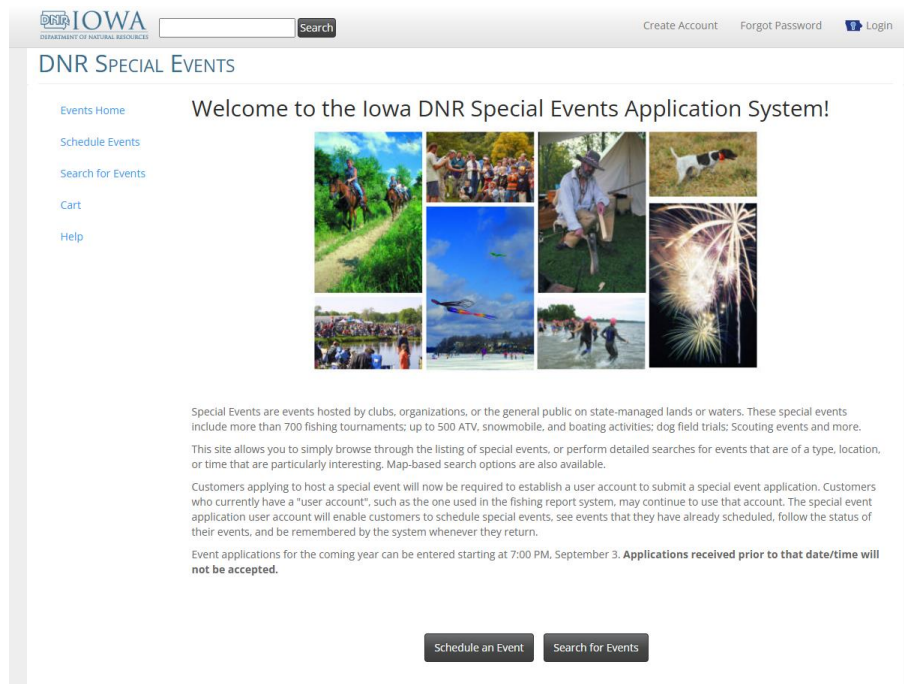 DNR IOWA
DEPARTMENT OF NATURAL RESOURCES
Search
Create Account
Forgot Password
Login
DNR SPECIAL EVENTS
Events Home
Schedule Events
Search for Events
Cart
Help
Welcome to the Iowa DNR Special Events Application System!
Special Events are events hosted by clubs, organizations, or the general public on state-managed lands or waters. These special events
include more than 700 fishing tournaments; up to 500 ATV, snowmobile, and boating activities; dog field trials; Scouting events and more.
This site allows you to simply browse through the listing of special events, or perform detailed searches for events that are of a type, location,
or time that are particularly interesting. Map-based search options are also available.
Customers applying to host a special event will now be required to establish a user account to submit a special event application. Customers
who currently have a "user account", such as the one used in the fishing report system, may continue to use that account. The special event
application user account will enable customers to schedule special events, see events that they have already scheduled, follow the status of
their events, and be remembered by the system whenever they return.
Event applications for the coming year can be entered starting at 7:00 PM, September 3. Applications received prior to that date/time will
not be accepted.
Schedule an Event
Search for Events